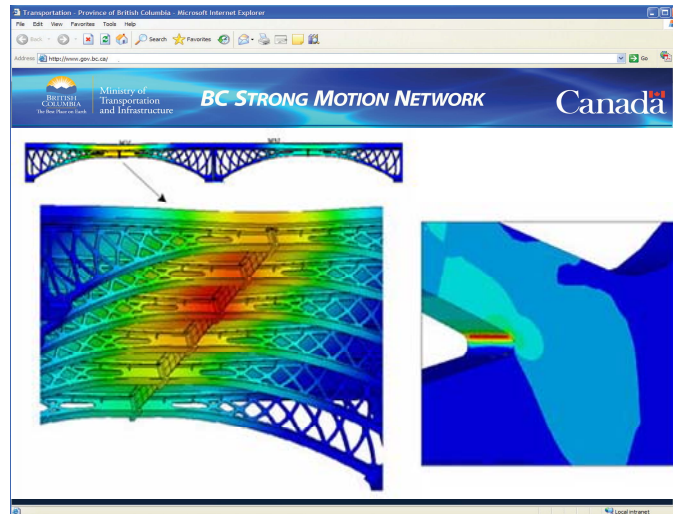 Transportation - Province of British Columbia - Microsoft Internet Explorer
File Edit View Favorites Tools Help
Back Search Favorites
Address http://www.gov.bc.ca/ Go
BRITISH COLUMBIA
The Best Place on Earth
Ministry of
Transportation
and Infrastructure
BC STRONG MOTION NETWORK
Canada
Local intranet